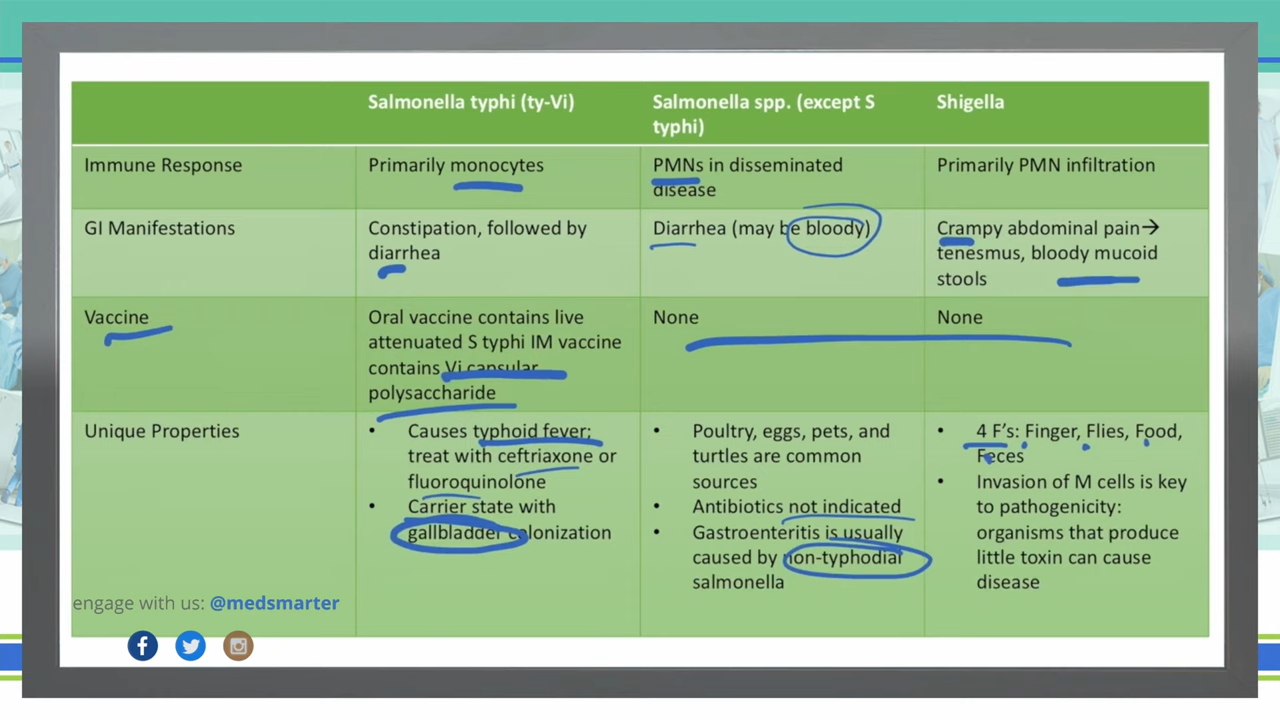 Salmonella typhi (ty-Vi)
Salmonella spp. (except S
typhi)
Shigella
Immune Response
Primarily monocytes
PMNs in disseminated
disease
Primarily PMN infiltration
GI Manifestations
Constipation, followed by
diarrhea
Diarrhea (may be bloody)
Crampy abdominal pain→
tenesmus, bloody mucoid
stools
Vaccine
Oral vaccine contains live
attenuated S typhi IM vaccine
contains Vi capsular
polysaccharide
None
None
Unique Properties
• Causes typhoid fever;
treat with ceftriaxone or
fluoroquinolone
• Carrier state with
gallbladder colonization
• Poultry, eggs, pets, and
turtles are common
sources
• Antibiotics not indicated
• Gastroenteritis is usually
caused by non-typhodial
salmonella
• 4 F's: Finger, Flies, Food,
Feces
• Invasion of M cells is key
to pathogenicity:
organisms that produce
little toxin can cause
disease
engage with us: @medsmarter